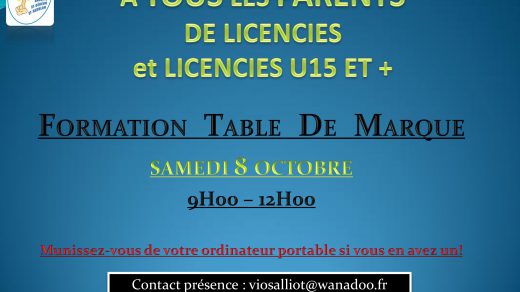 A TOUS LES PARENTS
DE LICENCIES
et LICENCIES U15 ET +
FORMATION TABLE DE MARQUE
SAMEDI 8 OCTOBRE
9H00 – 12H00
Munissez-vous de votre ordinateur portable si vous en avez un!
Contact présence : viosalliot@wanadoo.fr